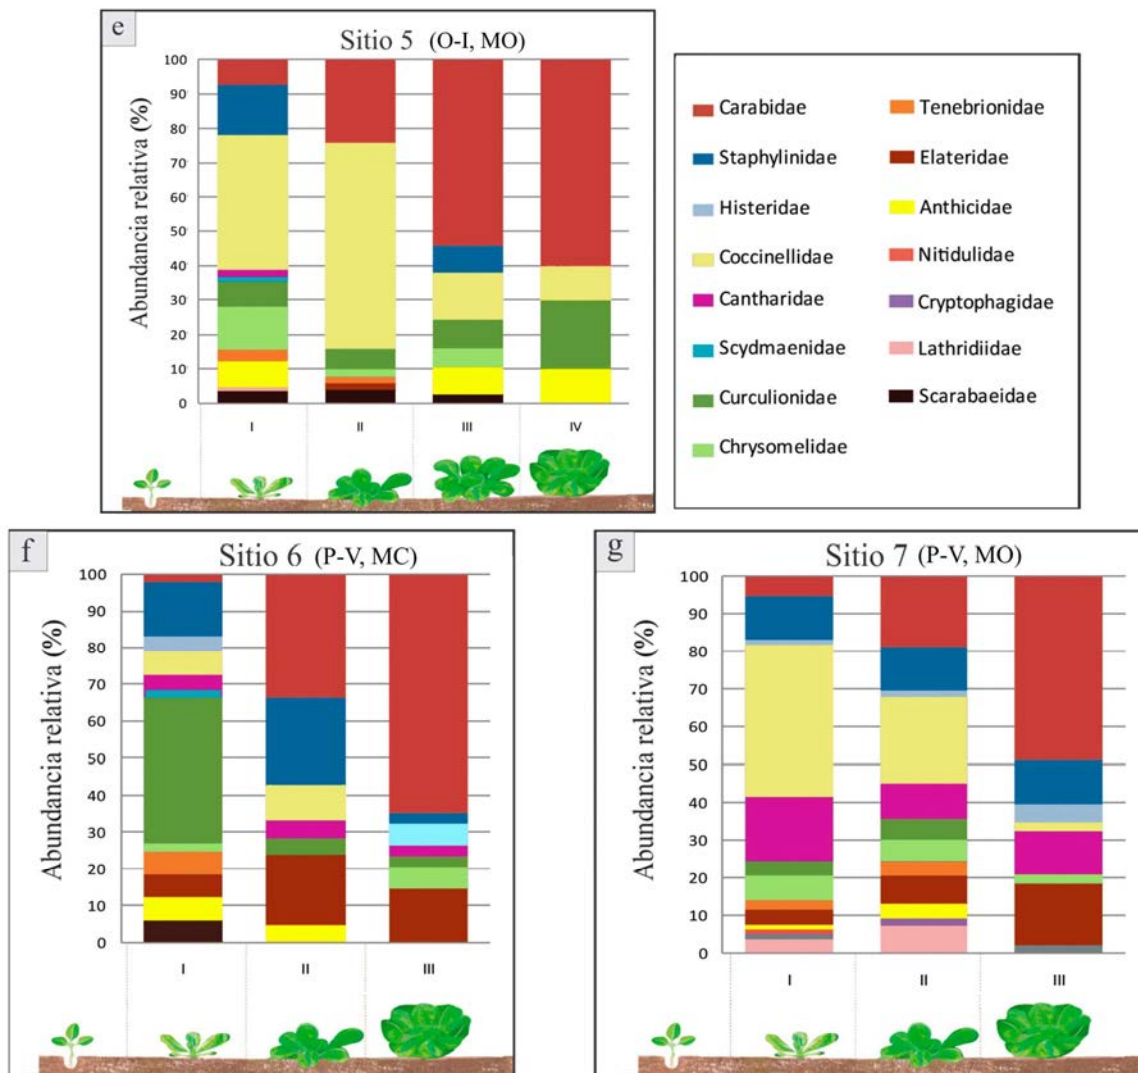 e
Sitio 5 (O-I, MO)
Abundancia relativa (%)
100
90
80
70
60
50
40
30
20
10
0
I II III IV
Carabidae
Staphylinidae
Histeridae
Coccinellidae
Cantharidae
Scydmaenidae
Curculionidae
Chrysomelidae
Tenebrionidae
Elateridae
Anthicidae
Nitidulidae
Cryptophagidae
Lathridiidae
Scarabaeidae
f
Sitio 6 (P-V, MC)
Abundancia relativa (%)
100
90
80
70
60
50
40
30
20
10
0
I II III
g
Sitio 7 (P-V, MO)
Abundancia relativa (%)
100
90
80
70
60
50
40
30
20
10
0
I II III